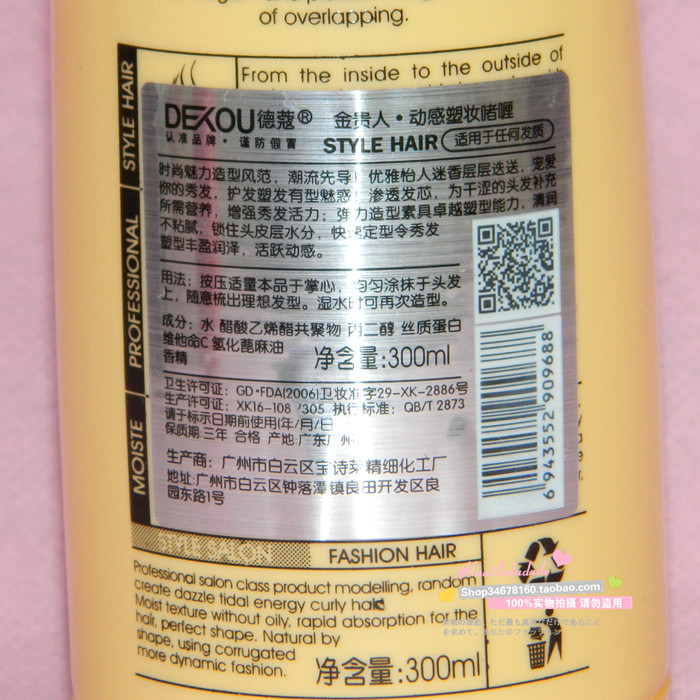 of overlapping.
From the inside to the outside of
STYLE HAIR
PROFESSIONAL
MOISTE
DEKOU德蔻® 金贵人·动感塑妆啫喱
认准品牌·谨防假冒 STYLE HAIR 适用于任何发质
时尚魅力造型风范，潮流先导！优雅怡人迷香层层迭送，宠爱
你的秀发，护发塑发有型魅惑 渗透发芯，为干涩的头发补充
所需营养，增强秀发活力；弹力造型素具卓越塑型能力，清润
不粘腻，锁住头皮层水分，快速定型令秀发
塑型丰盈润泽，活跃动感。
用法：按压适量本品于掌心，均匀涂抹于头发
上，随意梳出理想发型。湿水时可再次造型。
成分：水 醋酸乙烯醋共聚物 丙二醇 丝质蛋白
维他命C 氢化蓖麻油
香精
净含量:300ml
卫生许可证：GD·FDA(2006)卫妆准字29-XK-2886号
生产许可证：XK16-108 7305 执行标准：QB/T 2873
请于标示日期前使用(年/月/日)
保质期:三年 合格 产地:广东广州
生产商：广州市白云区宝诗莱精细化工厂
地址:广州市白云区钟落潭镇良田开发区良
园东路1号
6 943552 909688
STYLE SALON
FASHION HAIR
Professional salon class product modelling, random
create dazzle tidal energy curly hair
Moist texture without oily, rapid absorption for the
hair, perfect shape. Natural by
shape, using corrugated
more dynamic fashion.
净含量:300ml
Shop34678160.taobao.com
100%实物拍摄 请勿盗用